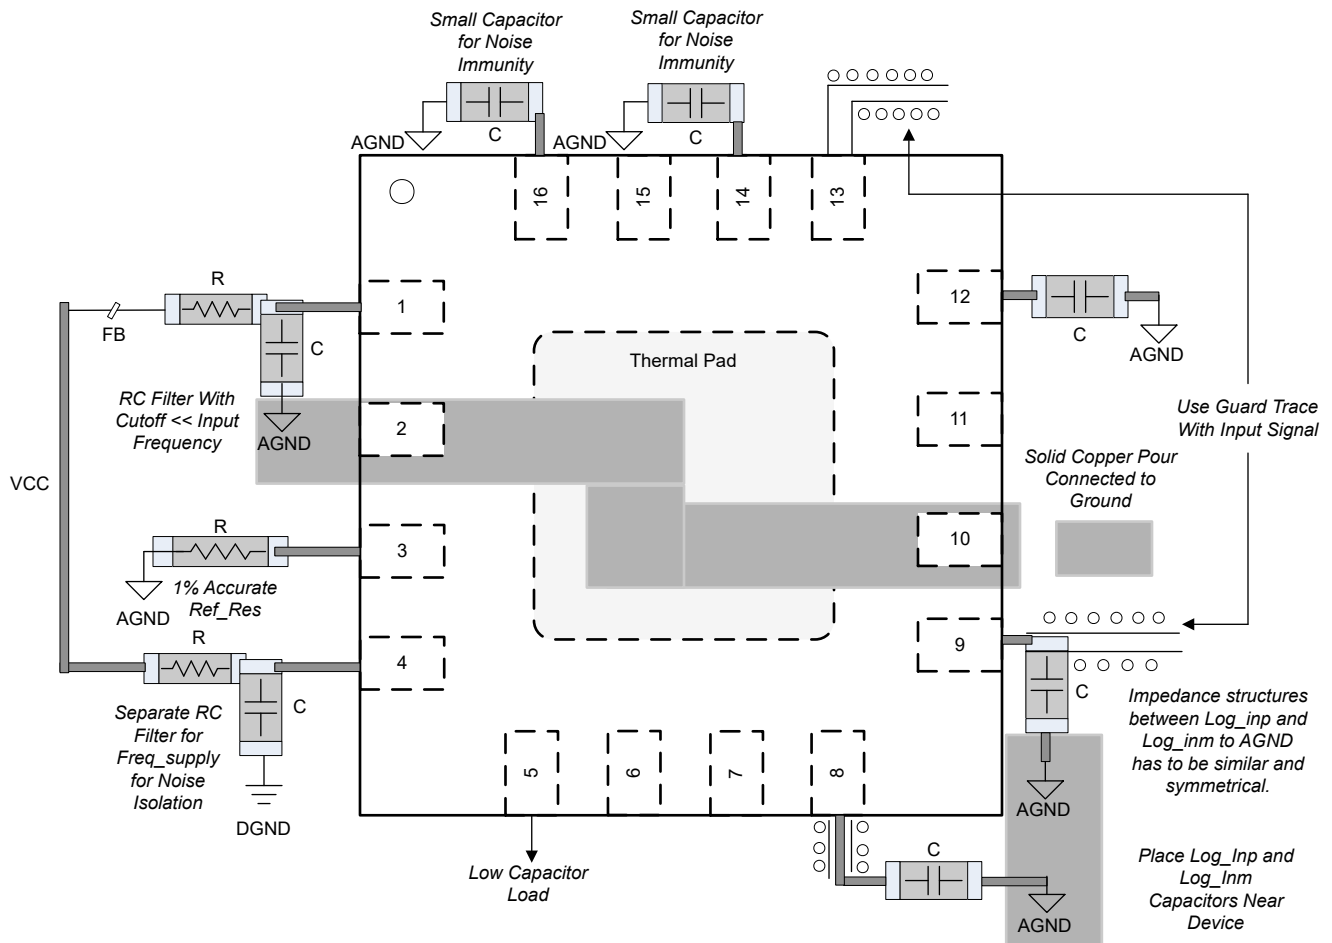 Small Capacitor
for Noise
Immunity
Small Capacitor
for Noise
Immunity
C
C
AGND
AGND
16
15
14
13
R
FB
C
1
12
C
AGND
Thermal Pad
RC Filter With
Cutoff << Input
Frequency
AGND
2
11
Use Guard Trace
With Input Signal
VCC
Solid Copper Pour
Connected to
Ground
R
3
10
AGND
1% Accurate
Ref_Res
R
4
9
C
C
Separate RC
Filter for
Freq_supply
for Noise
Isolation
DGND
Impedance structures
between Log_inp and
Log_inm to AGND
has to be similar and
symmetrical.
AGND
5
6
7
8
Low Capacitor
Load
C
AGND
Place Log_Inp and
Log_Inm
Capacitors Near
Device